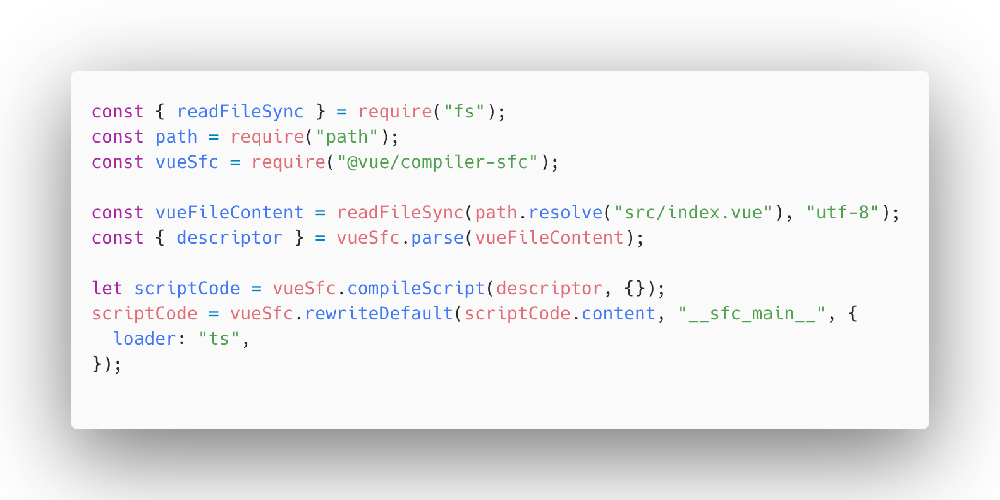 const { readFileSync } = require("fs");
const path = require("path");
const vueSfc = require("@vue/compiler-sfc");

const vueFileContent = readFileSync(path.resolve("src/index.vue"), "utf-8");
const { descriptor } = vueSfc.parse(vueFileContent);

let scriptCode = vueSfc.compileScript(descriptor, {});
scriptCode = vueSfc.rewriteDefault(scriptCode.content, "__sfc_main__", {
  loader: "ts",
});